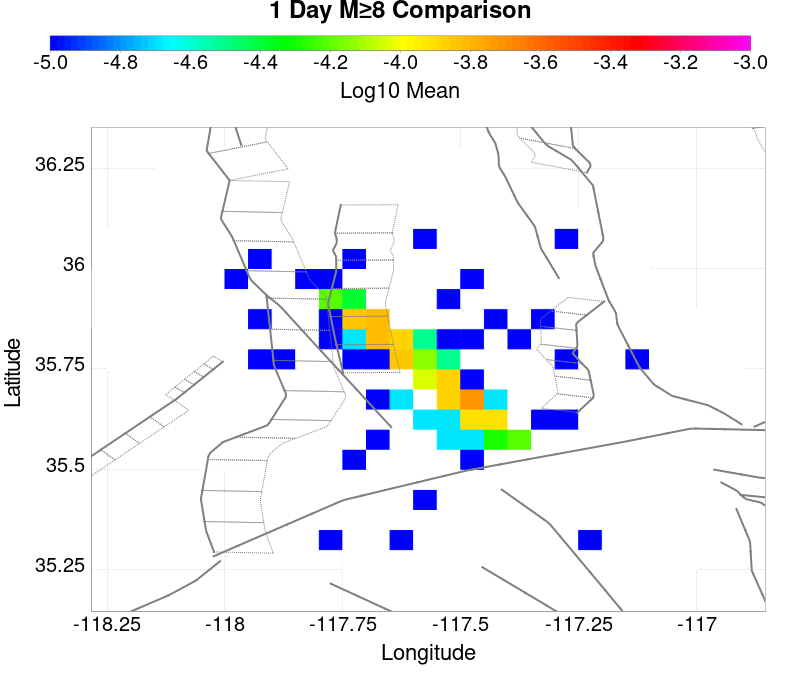 1 Day M≥8 Comparison
-5.0 -4.8 -4.6 -4.4 -4.2 -4.0 -3.8 -3.6 -3.4 -3.2 -3.0
Log10 Mean
36.25
36
35.75
35.5
35.25
Latitude
-118.25 -118 -117.75 -117.5 -117.25 -117
Longitude